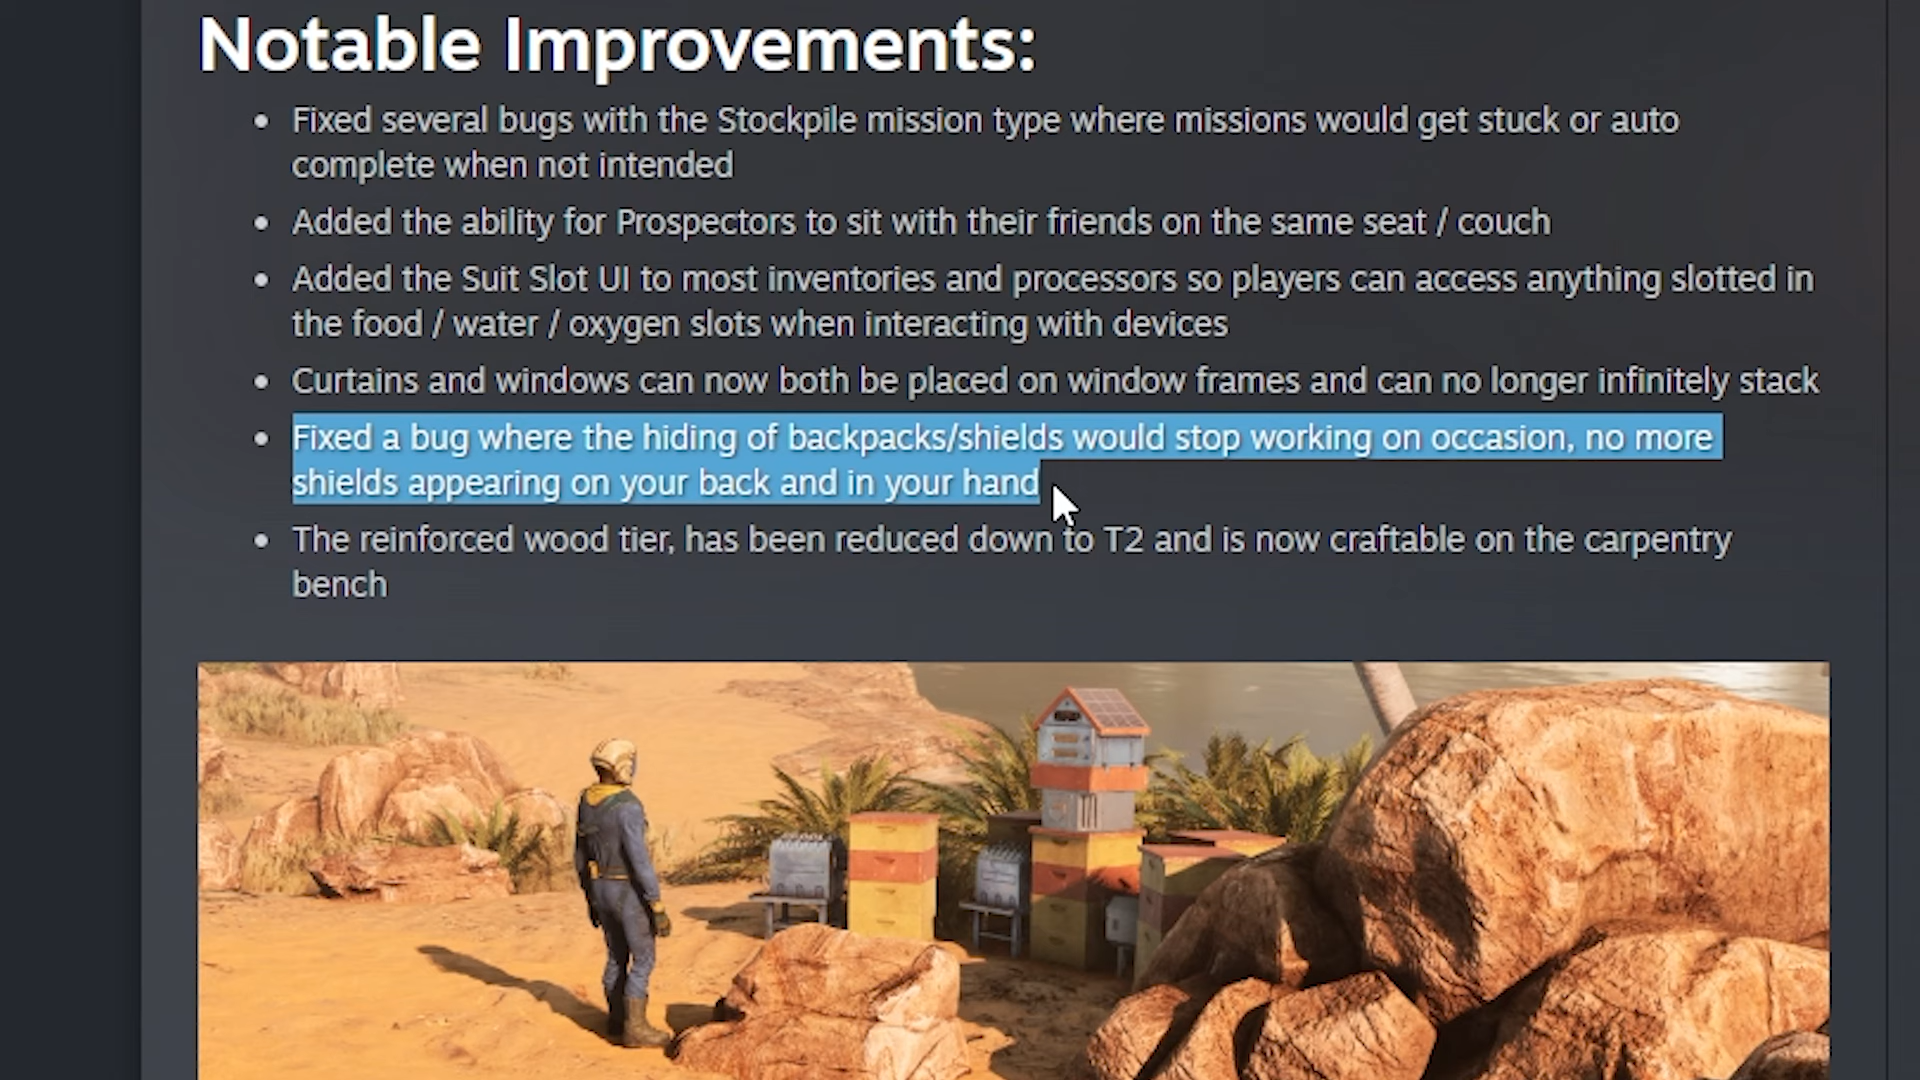 Notable Improvements:
Fixed several bugs with the Stockpile mission type where missions would get stuck or auto
complete when not intended
Added the ability for Prospectors to sit with their friends on the same seat / couch
Added the Suit Slot UI to most inventories and processors so players can access anything slotted in
the food / water / oxygen slots when interacting with devices
Curtains and windows can now both be placed on window frames and can no longer infinitely stack
Fixed a bug where the hiding of backpacks/shields would stop working on occasion, no more
shields appearing on your back and in your hand
The reinforced wood tier, has been reduced down to T2 and is now craftable on the carpentry
bench